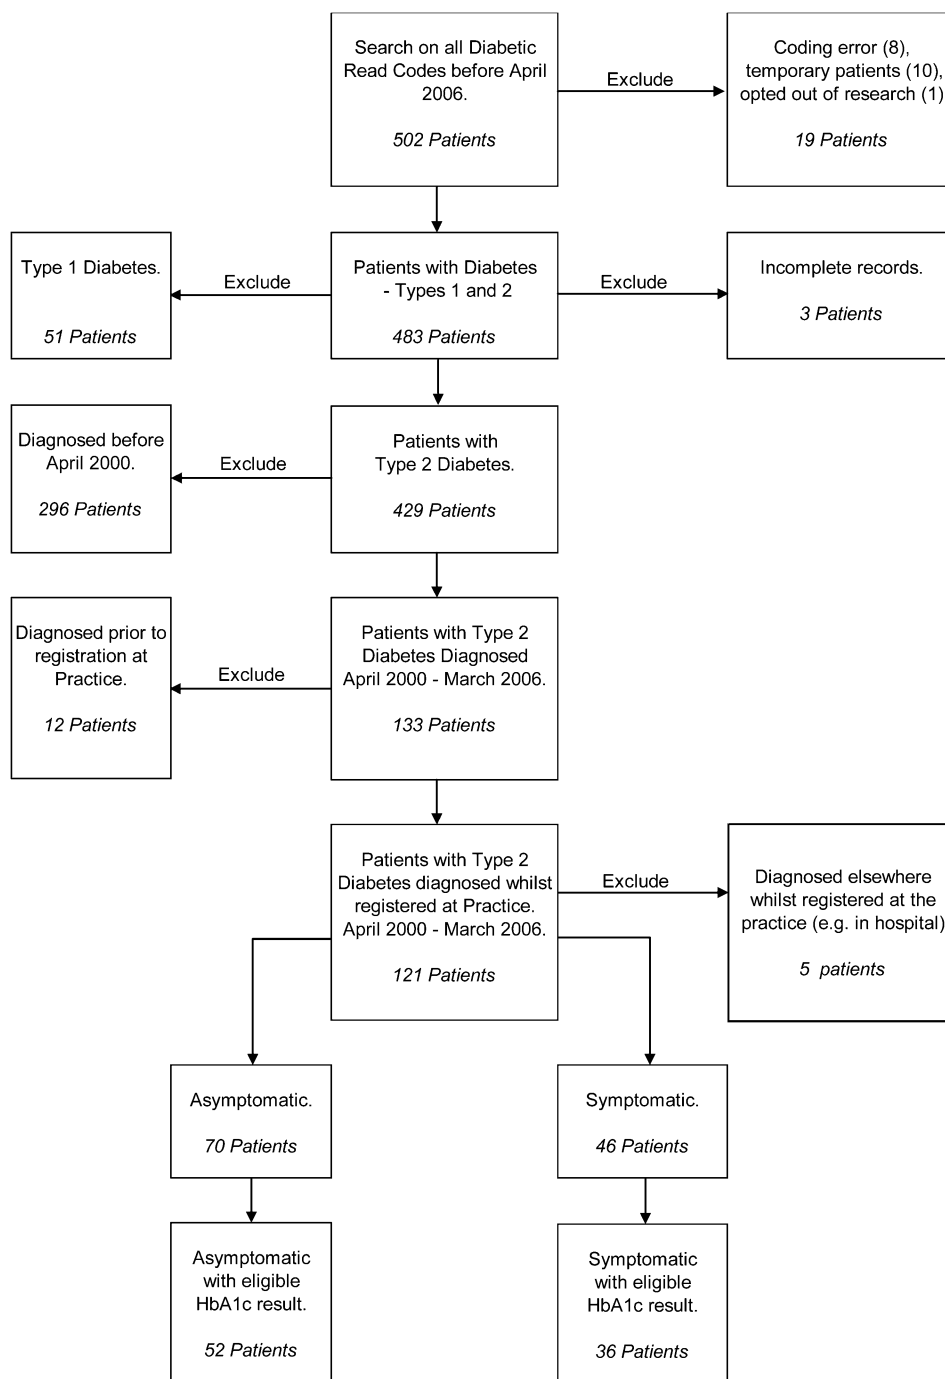 Search on all Diabetic
Read Codes before April
2006.
502 Patients
Exclude
Coding error (8),
temporary patients (10),
opted out of research (1)
19 Patients
Type 1 Diabetes.
51 Patients
Exclude
Patients with Diabetes
- Types 1 and 2
483 Patients
Exclude
Incomplete records.
3 Patients
Diagnosed before
April 2000.
296 Patients
Exclude
Patients with
Type 2 Diabetes.
429 Patients
Diagnosed prior to
registration at
Practice.
12 Patients
Exclude
Patients with Type 2
Diabetes Diagnosed
April 2000 - March 2006.
133 Patients
Patients with Type 2
Diabetes diagnosed whilst
registered at Practice.
April 2000 - March 2006.
121 Patients
Exclude
Diagnosed elsewhere
whilst registered at the
practice (e.g. in hospital)
5 patients
Asymptomatic.
70 Patients
Symptomatic.
46 Patients
Asymptomatic
with eligible
HbA1c result.
52 Patients
Symptomatic
with eligible
HbA1c result.
36 Patients